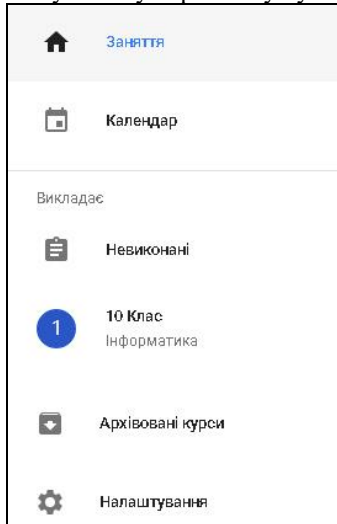 Заняття
Календар
Викладає
Невиконані
1
10 Клас
Інформатика
Архівовані курси
Налаштування